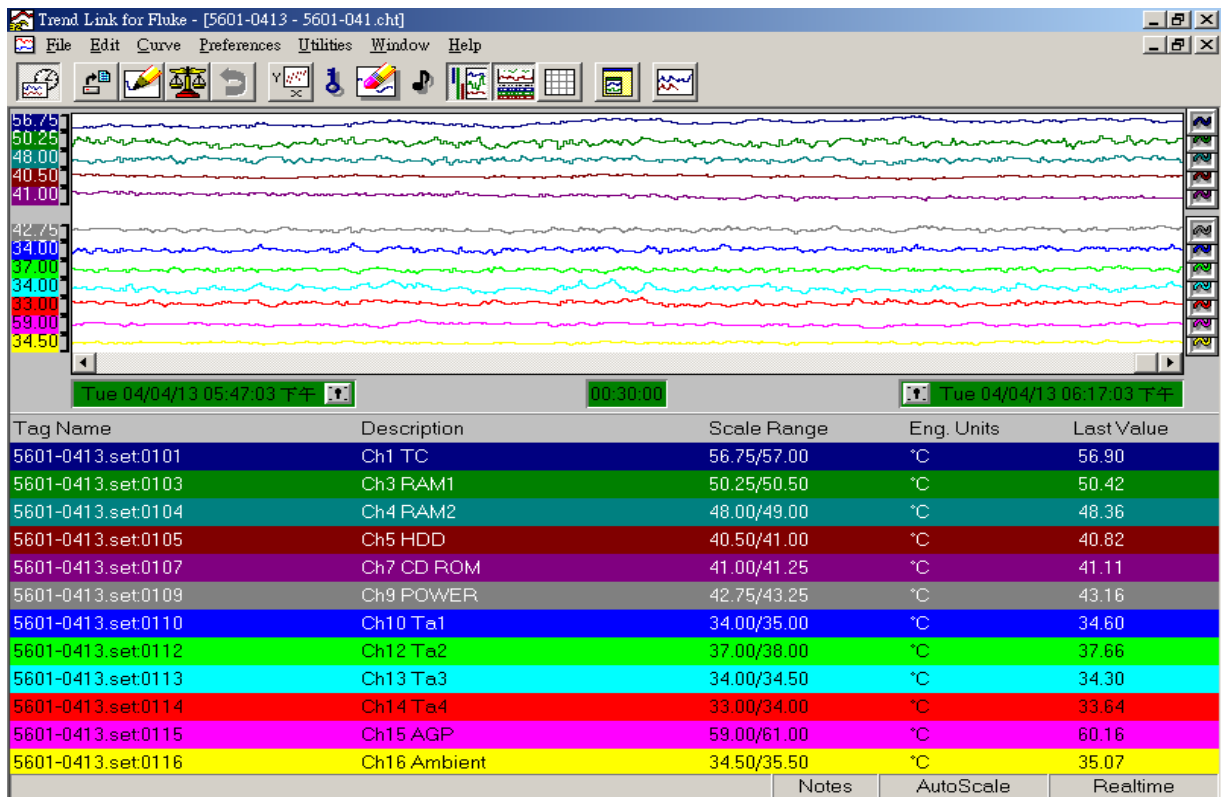 Trend Link for Fluke - [5601-0413 - 5601-041.cht]
File Edit Curve Preferences Utilities Window Help
56.75
50.25
48.00
40.50
41.00
42.75
34.00
37.00
34.00
33.00
59.00
34.50
Tue 04/04/13 05:47:03 下午 00:30:00 Tue 04/04/13 06:17:03 下午
Tag Name Description Scale Range Eng. Units Last Value
5601-0413.set:0101 Ch1 TC 56.75/57.00 °C 56.90
5601-0413.set:0103 Ch3 RAM1 50.25/50.50 °C 50.42
5601-0413.set:0104 Ch4 RAM2 48.00/49.00 °C 48.36
5601-0413.set:0105 Ch5 HDD 40.50/41.00 °C 40.82
5601-0413.set:0107 Ch7 CD ROM 41.00/41.25 °C 41.11
5601-0413.set:0109 Ch9 POWER 42.75/43.25 °C 43.16
5601-0413.set:0110 Ch10 Ta1 34.00/35.00 °C 34.60
5601-0413.set:0112 Ch12 Ta2 37.00/38.00 °C 37.66
5601-0413.set:0113 Ch13 Ta3 34.00/34.50 °C 34.30
5601-0413.set:0114 Ch14 Ta4 33.00/34.00 °C 33.64
5601-0413.set:0115 Ch15 AGP 59.00/61.00 °C 60.16
5601-0413.set:0116 Ch16 Ambient 34.50/35.50 °C 35.07
Notes AutoScale Realtime